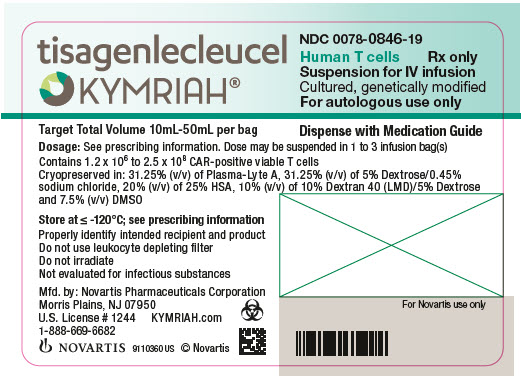 tisagenlecleucel
KYMRIAH®
NDC 0078-0846-19
Human T cells Rx only
Suspension for IV infusion
Cultured, genetically modified
For autologous use only
Target Total Volume 10mL-50mL per bag
Dispense with Medication Guide
Dosage: See prescribing information. Dose may be suspended in 1 to 3 infusion bag(s)
Contains 1.2 x 10⁶ to 2.5 x 10⁸ CAR-positive viable T cells
Cryopreserved in: 31.25% (v/v) of Plasma-Lyte A, 31.25% (v/v) of 5% Dextrose/0.45%
sodium chloride, 20% (v/v) of 25% HSA, 10% (v/v) of 10% Dextran 40 (LMD)/5% Dextrose
and 7.5% (v/v) DMSO
Store at ≤ -120°C; see prescribing information
Properly identify intended recipient and product
Do not use leukocyte depleting filter
Do not irradiate
Not evaluated for infectious substances
Mfd. by: Novartis Pharmaceuticals Corporation
Morris Plains, NJ 07950
U.S. License # 1244 KYMRIAH.com
1-888-669-6682
NOVARTIS 9110360 US © Novartis
For Novartis use only